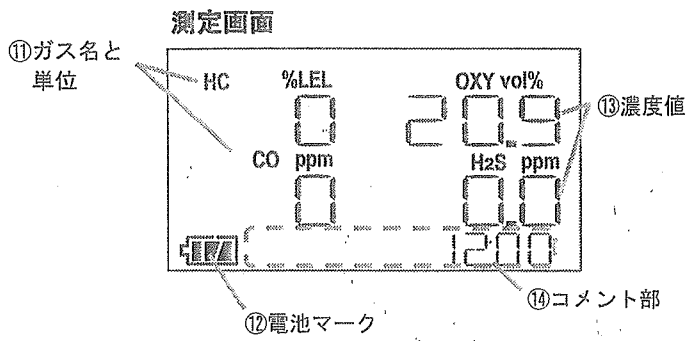 測定画面
⑪ガス名と
単位
HC %LEL OXY vol%
0 20.9
⑬濃度値
CO ppm H2S ppm
0 0.0
1200
⑫電池マーク
⑭コメント部